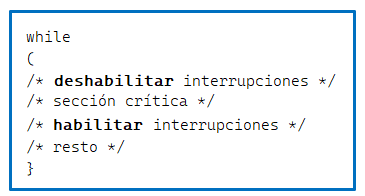 while
(
/* deshabilitar interrupciones */
/* sección crítica */
/* habilitar interrupciones */
/* resto */
}